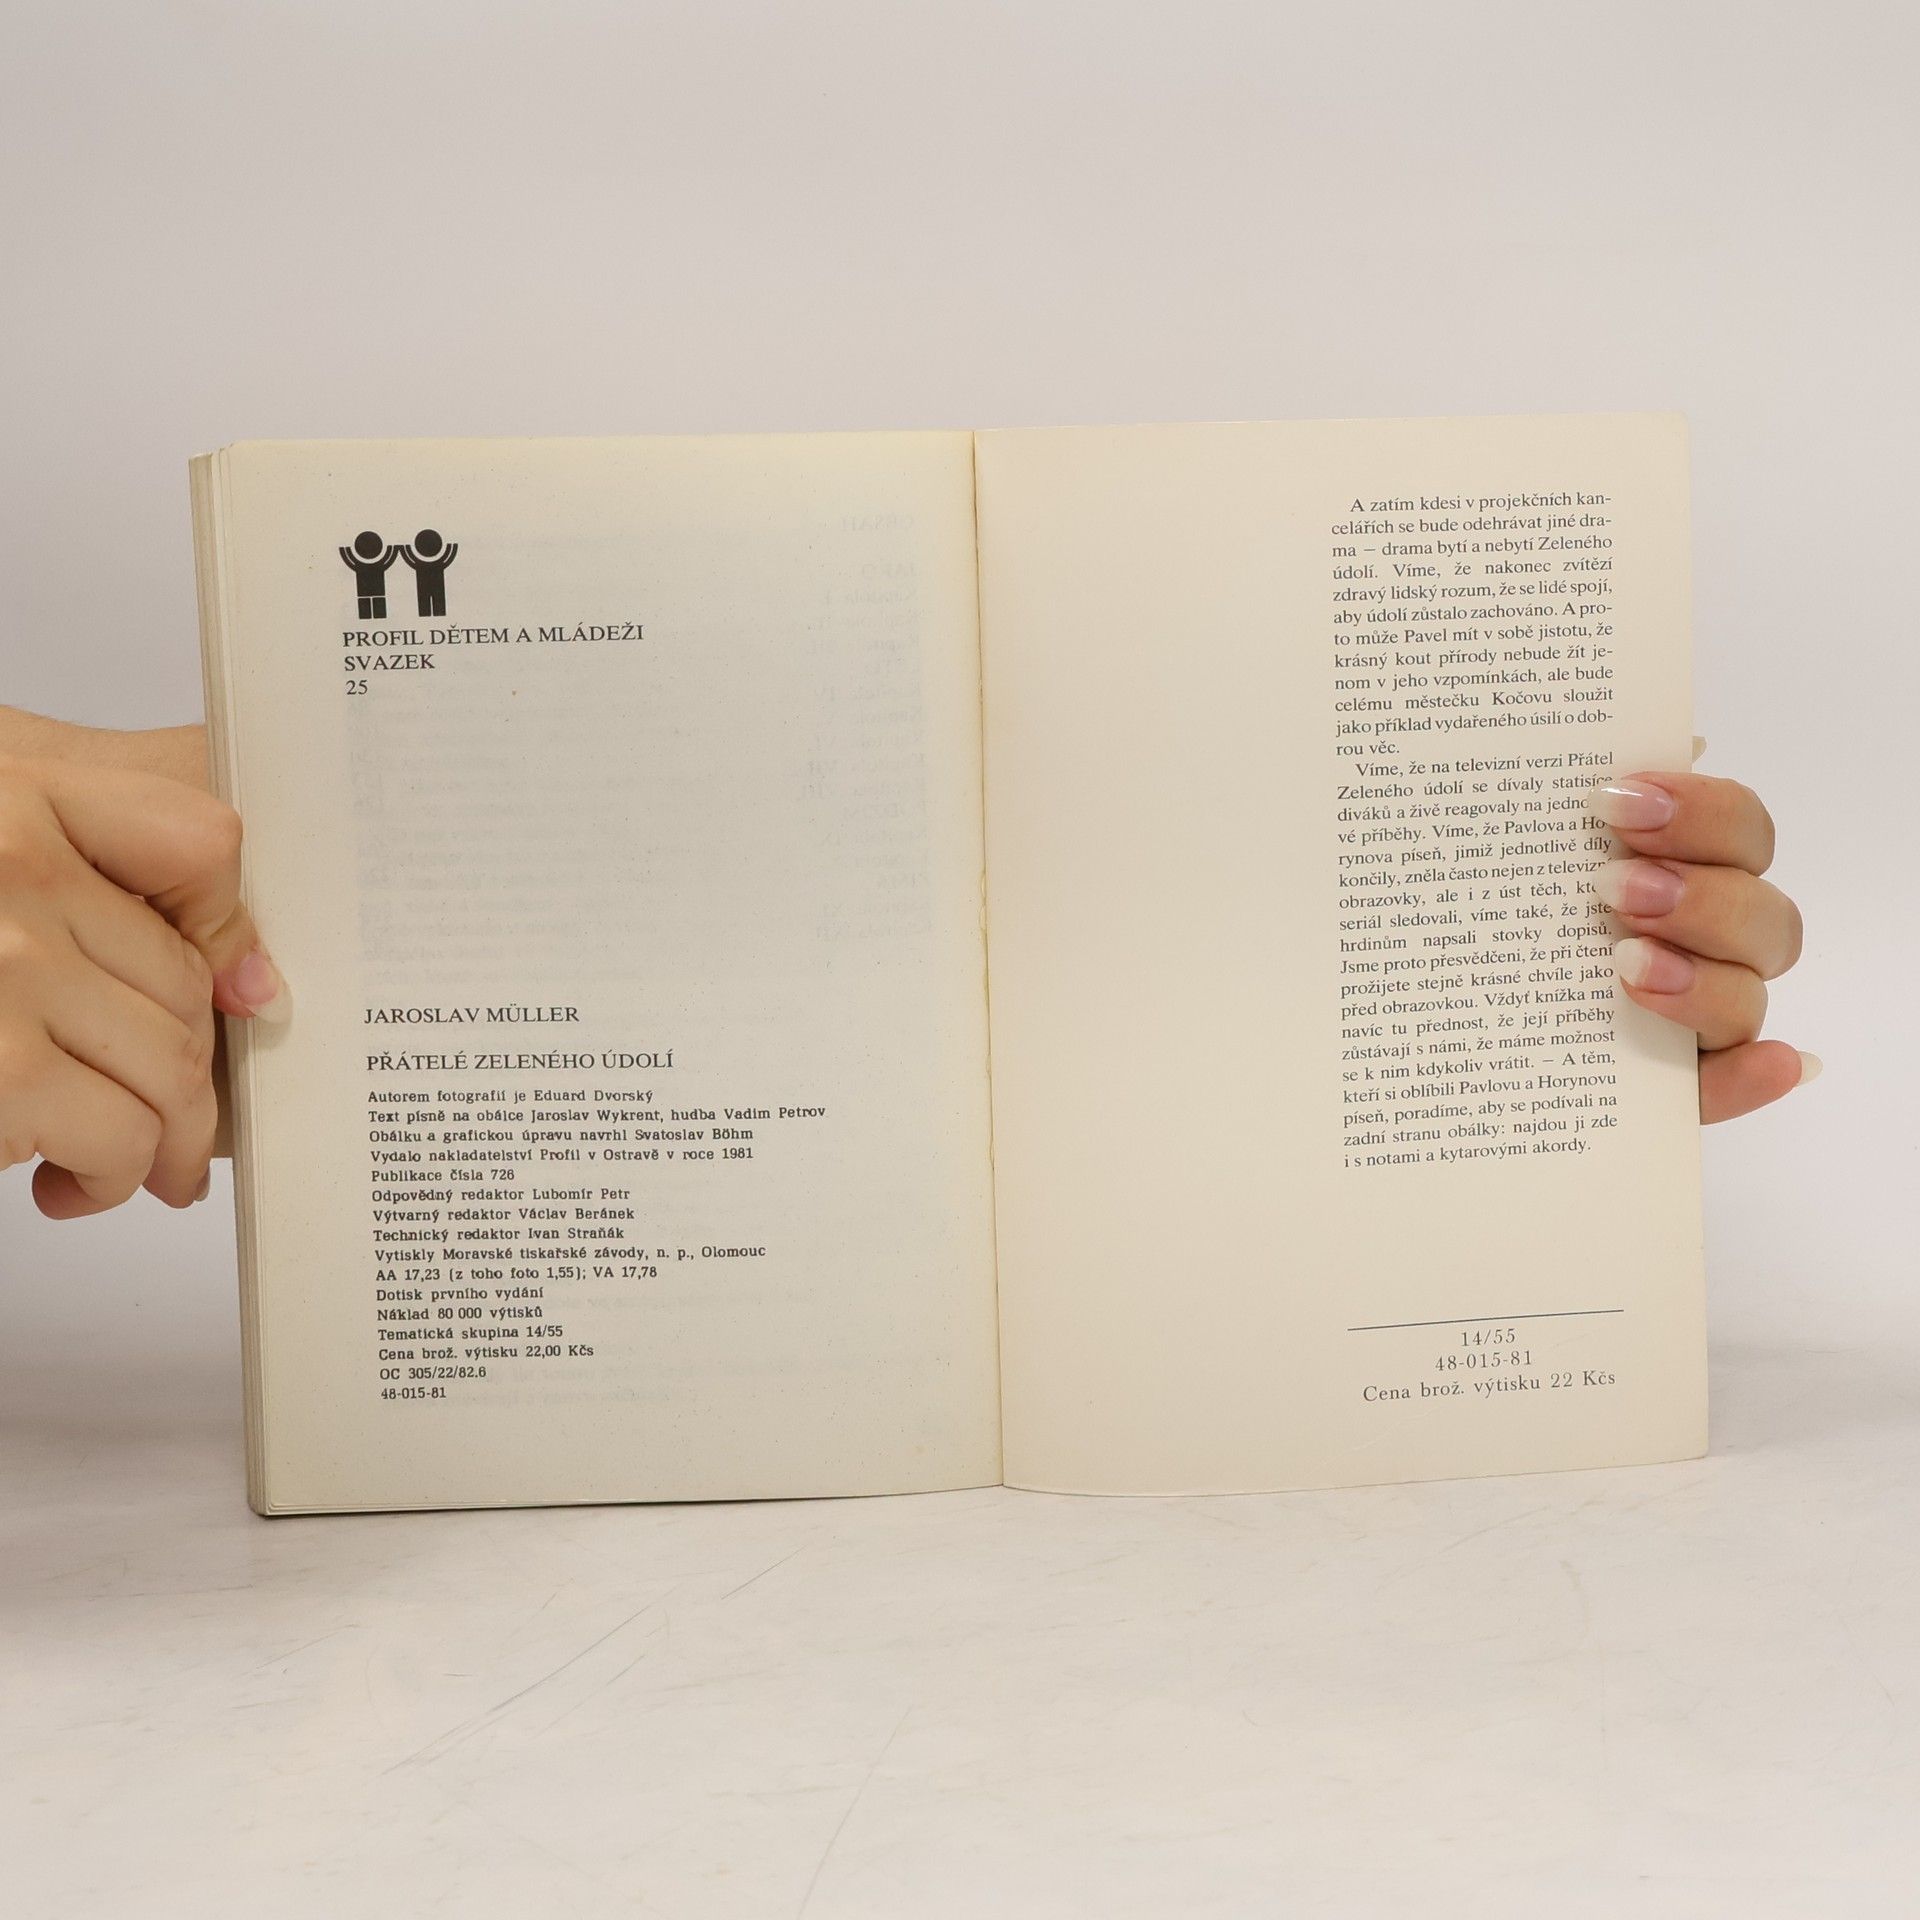 PROFIL DĚTEM A MLÁDEŽI
SVAZEK
25
JAROSLAV MÜLLER
PŘÁTELÉ ZELENÉHO ÚDOLÍ
Autorem fotografií je Eduard Dvorský
Text písně na obálce Jaroslav Wykrent, hudba Vadim Petrov
Obálku a grafickou úpravu navrhl Svatoslav Böhm
Vydalo nakladatelství Profil v Ostravě v roce 1981
Publikace čísla 726
Odpovědný redaktor Lubomír Petr
Výtvarný redaktor Václav Beránek
Technický redaktor Ivan Straňák
Vytiskly Moravské tiskařské závody, n. p., Olomouc
AA 17,23 (z toho foto 1,55); VA 17,78
Dotisk prvního vydání
Náklad 80 000 výtisků
Tematická skupina 14/55
Cena brož. výtisku 22,00 Kčs
OC 305/22/82.6
48-015-81
A zatím kdesi v projekčních kan-
celářích se bude odehrávat jiné dra-
ma — drama bytí a nebytí Zeleného
údolí. Víme, že nakonec zvítězí
zdravý lidský rozum, že se lidé spojí,
aby údolí zůstalo zachováno. A pro-
to může Pavel mít v sobě jistotu, že
krásný kout přírody nebude žít je-
nom v jeho vzpomínkách, ale bude
celému městečku Kočovu sloužit
jako příklad vydařeného úsilí o dob-
rou věc.
Víme, že na televizní verzi Přátel
Zeleného údolí se dívaly statisíce
diváků a živě reagovaly na
vé příběhy. Víme, že Pavlova a Ho-
rynova píseň, jimiž jednotlivé díly
končily, zněla často nejen z televizní
obrazovky, ale i z úst těch,
seriál sledovali, víme také, že jste
hrdinům napsali stovky dopisů.
Jsme proto přesvědčeni, že při čtení
prožijete stejně krásné chvíle jako
před obrazovkou. Vždyť knížka má
navíc tu přednost, že její příběhy
zůstávají s námi, že máme možnost
se k nim kdykoliv vrátit. — A těm,
kteří si oblíbili Pavlovu a Horynovu
píseň, poradíme, aby se podívali na
zadní stranu obálky: najdou ji zde
i s notami a kytarovými akordy.
14/55
48-015-81
Cena brož. výtisku 22 Kčs